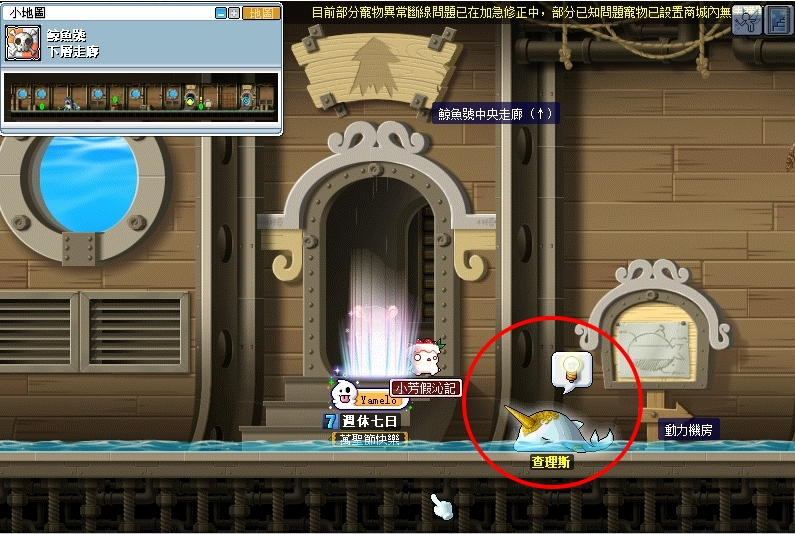 小地圖
地圖
鯨魚號
下層走廊
目前部分寵物異常斷線問題已在加急修正中，部分已知問題寵物已設置商城內無
鯨魚號中央走廊（↑）
小芳假沁記
Yamelo
7 週休七日
萬聖節快樂
查理斯
動力機房